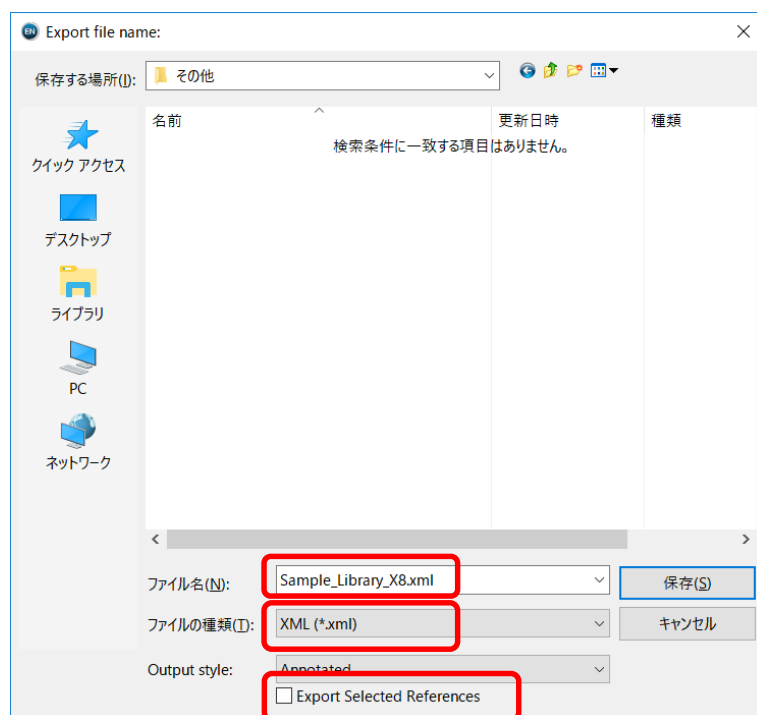 EN Export file name:
保存する場所(I): その他
名前 更新日時 種類
検索条件に一致する項目はありません。
クイック アクセス
デスクトップ
ライブラリ
PC
ネットワーク
ファイル名(N): Sample_Library_X8.xml 保存(S)
ファイルの種類(T): XML (*.xml) キャンセル
Output style: Annotated
Export Selected References